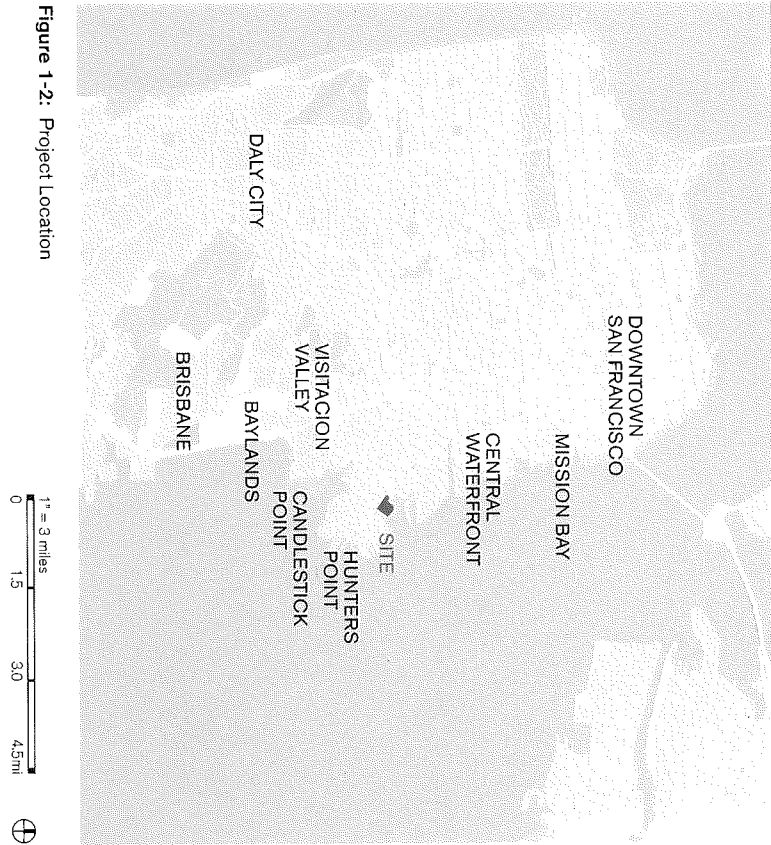 DOWNTOWN
SAN FRANCISCO
MISSION BAY
CENTRAL
WATERFRONT
SITE
HUNTERS
POINT
VISITACION
VALLEY
CANDLESTICK
POINT
DALY CITY
BAYLANDS
BRISBANE
Figure 1-2: Project Location
1" = 3 miles
0 1.5 3.0 4.5mi